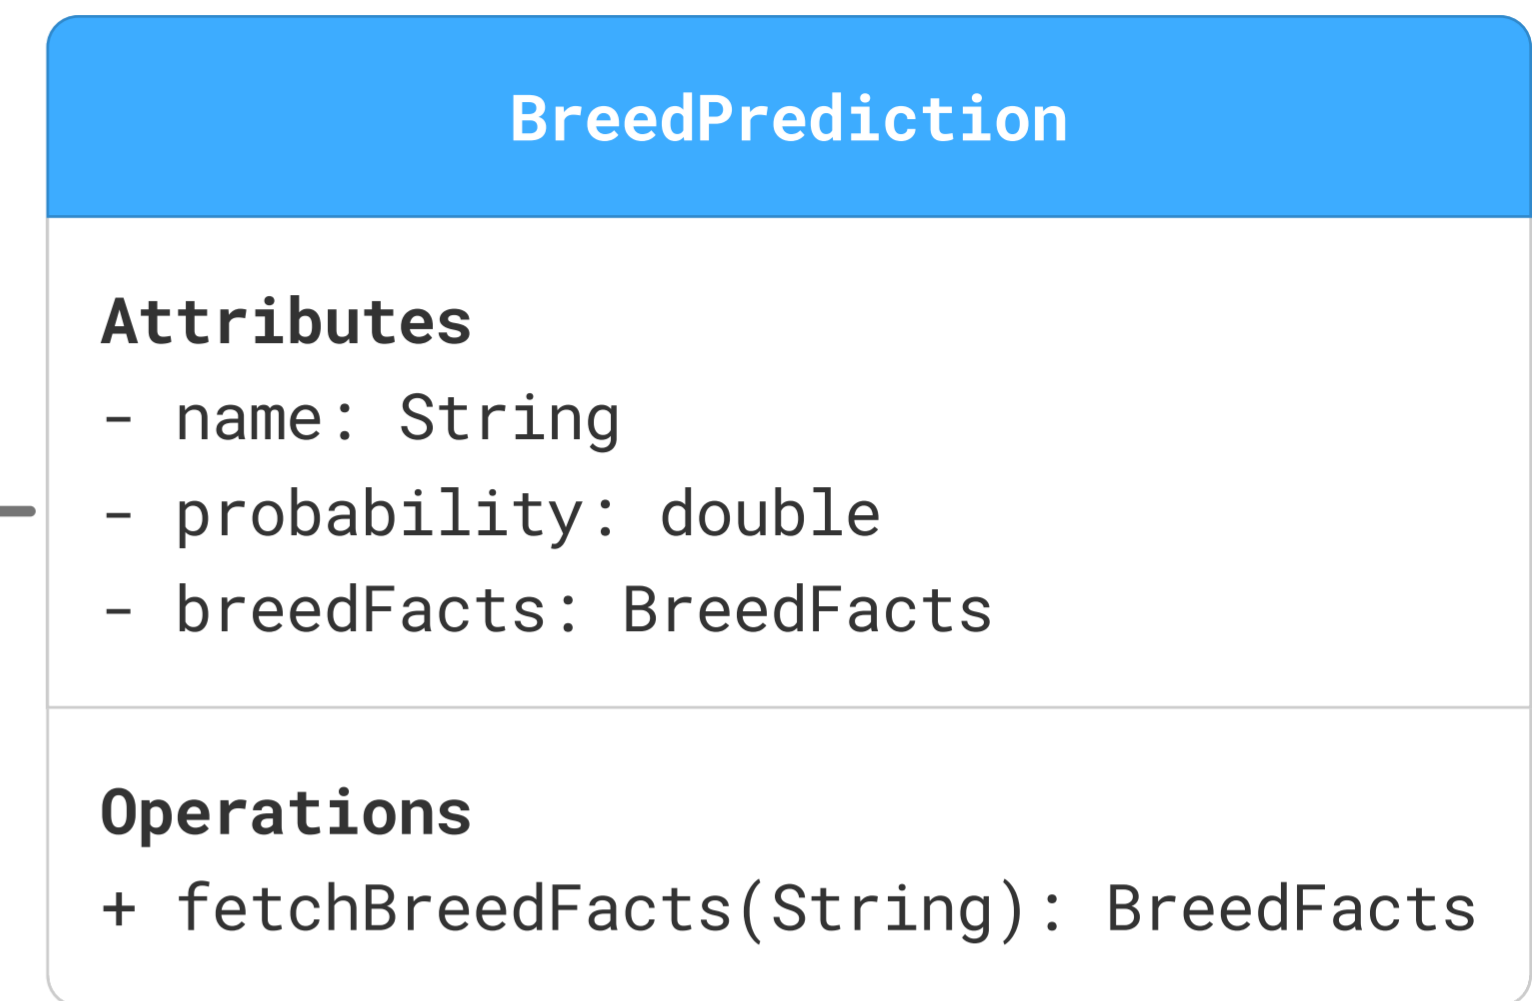 BreedPrediction
Attributes
- name: String
- probability: double
- breedFacts: BreedFacts
Operations
+ fetchBreedFacts(String): BreedFacts